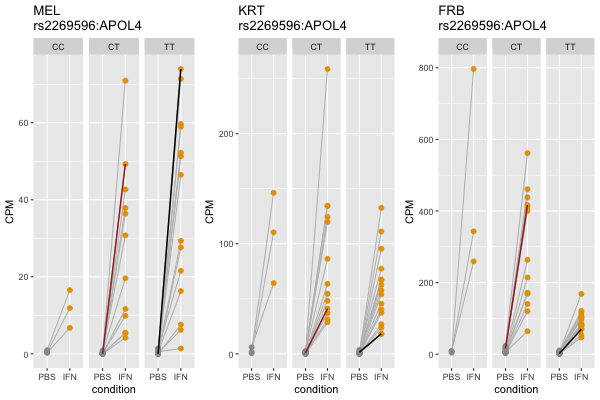 MEL
rs2269596:APOL4
CC CT TT
CPM
60
40
20
0
PBS IFN PBS IFN PBS IFN
condition
KRT
rs2269596:APOL4
CC CT TT
CPM
200
100
0
PBS IFN PBS IFN PBS IFN
condition
FRB
rs2269596:APOL4
CC CT TT
CPM
800
600
400
200
0
PBS IFN PBS IFN PBS IFN
condition